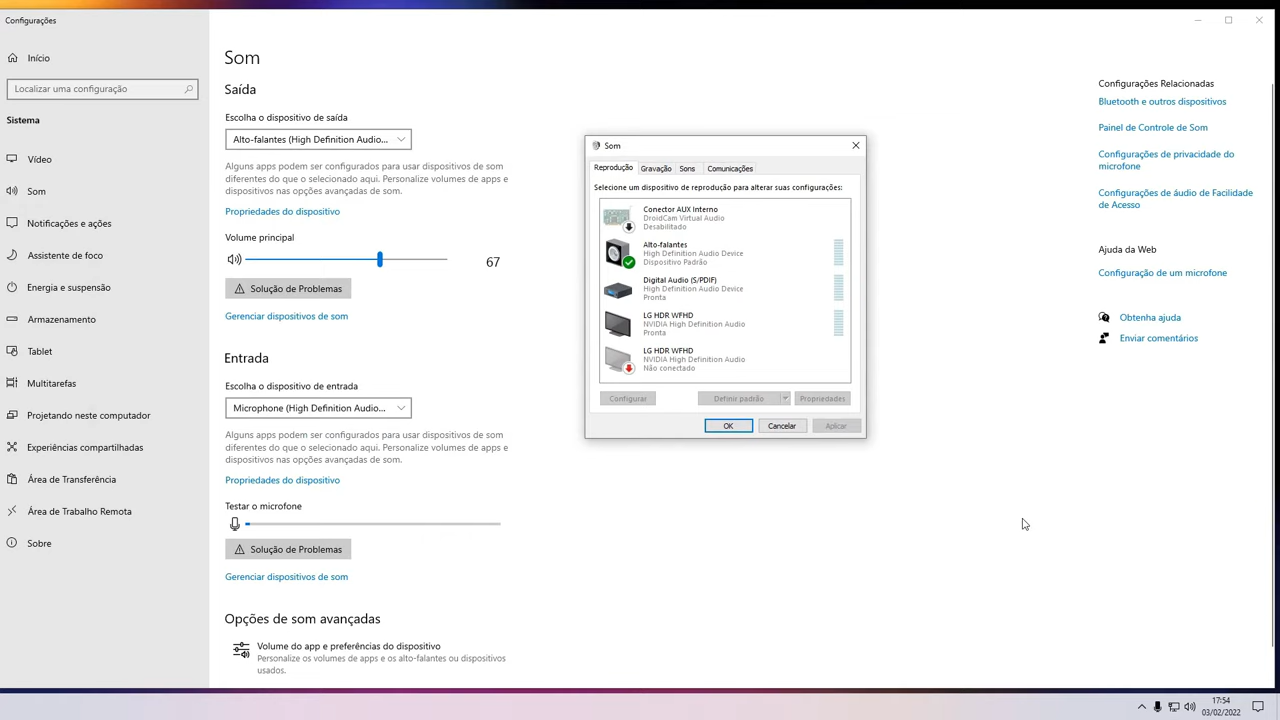 Configurações
Início
Localizar uma configuração
Sistema
Vídeo
Som
Notificações e ações
Assistente de foco
Energia e suspensão
Armazenamento
Tablet
Multitarefas
Projetando neste computador
Experiências compartilhadas
Área de Transferência
Área de Trabalho Remota
Sobre
Som
Saída
Escolha o dispositivo de saída
Alto-falantes (High Definition Audio...
Alguns apps podem ser configurados para usar dispositivos de som
diferentes do que o selecionado aqui. Personalize volumes de apps e
dispositivos nas opções avançadas de som.
Propriedades do dispositivo
Volume principal
67
Solução de Problemas
Gerenciar dispositivos de som
Entrada
Escolha o dispositivo de entrada
Microphone (High Definition Audio...
Alguns apps podem ser configurados para usar dispositivos de som
diferentes do que o selecionado aqui. Personalize volumes de apps e
dispositivos nas opções avançadas de som.
Propriedades do dispositivo
Testar o microfone
Solução de Problemas
Gerenciar dispositivos de som
Opções de som avançadas
Volume do app e preferências do dispositivo
Personalize os volumes de apps e os alto-falantes ou dispositivos
usados.
Som
Reprodução Gravação Sons Comunicações
Selecione um dispositivo de reprodução para alterar suas configurações:
Conector AUX Interno
DroidCam Virtual Audio
Desabilitado
Alto-falantes
High Definition Audio Device
Dispositivo Padrão
Digital Audio (S/PDIF)
High Definition Audio Device
Pronta
LG HDR WFHD
NVIDIA High Definition Audio
Pronta
LG HDR WFHD
NVIDIA High Definition Audio
Não conectado
Configurar Definir padrão Propriedades
OK Cancelar Aplicar
Configurações Relacionadas
Bluetooth e outros dispositivos
Painel de Controle de Som
Configurações de privacidade do
microfone
Configurações de áudio de Facilidade
de Acesso
Ajuda da Web
Configuração de um microfone
Obtenha ajuda
Enviar comentários
17:54
03/02/2022